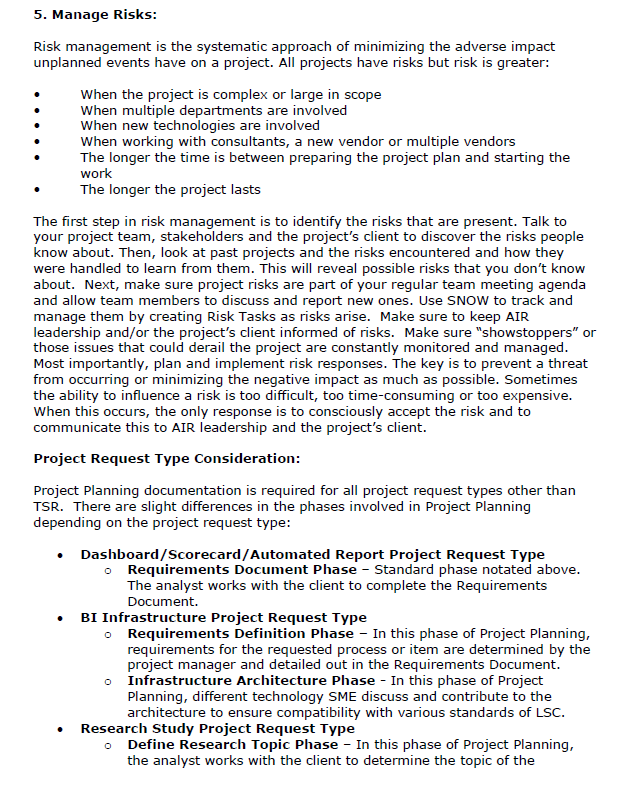 5. Manage Risks:
Risk management is the systematic approach of minimizing the adverse impact
unplanned events have on a project. All projects have risks but risk is greater:
• When the project is complex or large in scope
• When multiple departments are involved
• When new technologies are involved
• When working with consultants, a new vendor or multiple vendors
• The longer the time is between preparing the project plan and starting the
work
• The longer the project lasts
The first step in risk management is to identify the risks that are present. Talk to
your project team, stakeholders and the project's client to discover the risks people
know about. Then, look at past projects and the risks encountered and how they
were handled to learn from them. This will reveal possible risks that you don't know
about.  Next, make sure project risks are part of your regular team meeting agenda
and allow team members to discuss and report new ones. Use SNOW to track and
manage them by creating Risk Tasks as risks arise.  Make sure to keep AIR
leadership and/or the project's client informed of risks.  Make sure "showstoppers" or
those issues that could derail the project are constantly monitored and managed.
Most importantly, plan and implement risk responses. The key is to prevent a threat
from occurring or minimizing the negative impact as much as possible. Sometimes
the ability to influence a risk is too difficult, too time-consuming or too expensive.
When this occurs, the only response is to consciously accept the risk and to
communicate this to AIR leadership and the project's client.
Project Request Type Consideration:
Project Planning documentation is required for all project request types other than
TSR.  There are slight differences in the phases involved in Project Planning
depending on the project request type:
• Dashboard/Scorecard/Automated Report Project Request Type
o Requirements Document Phase – Standard phase notated above.
The analyst works with the client to complete the Requirements
Document.
• BI Infrastructure Project Request Type
o Requirements Definition Phase – In this phase of Project Planning,
requirements for the requested process or item are determined by the
project manager and detailed out in the Requirements Document.
o Infrastructure Architecture Phase - In this phase of Project
Planning, different technology SME discuss and contribute to the
architecture to ensure compatibility with various standards of LSC.
• Research Study Project Request Type
o Define Research Topic Phase – In this phase of Project Planning,
the analyst works with the client to determine the topic of the